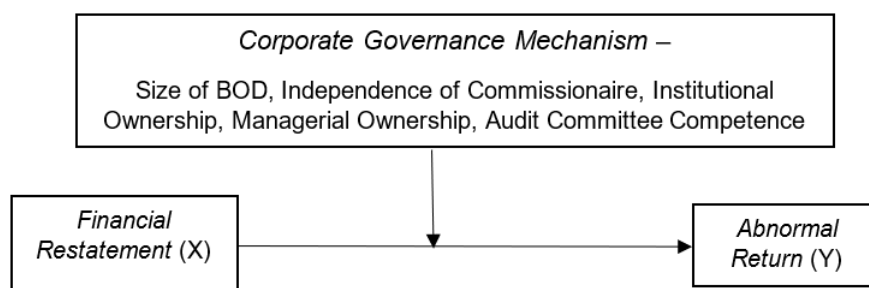 Corporate Governance Mechanism –
Size of BOD, Independence of Commissionaire, Institutional
Ownership, Managerial Ownership, Audit Committee Competence
Financial
Restatement (X)
Abnormal
Return (Y)